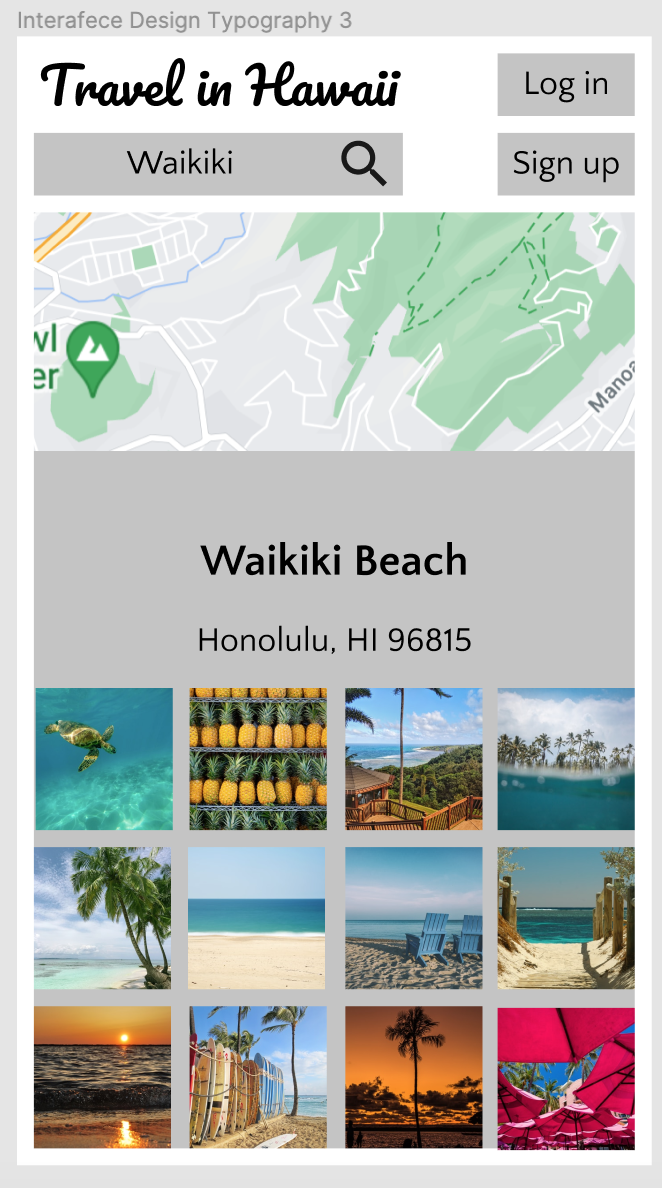 Interafece Design Typography 3
Travel in Hawaii
Log in
Waikiki
Sign up
wl
er
Manoa
Waikiki Beach
Honolulu, HI 96815